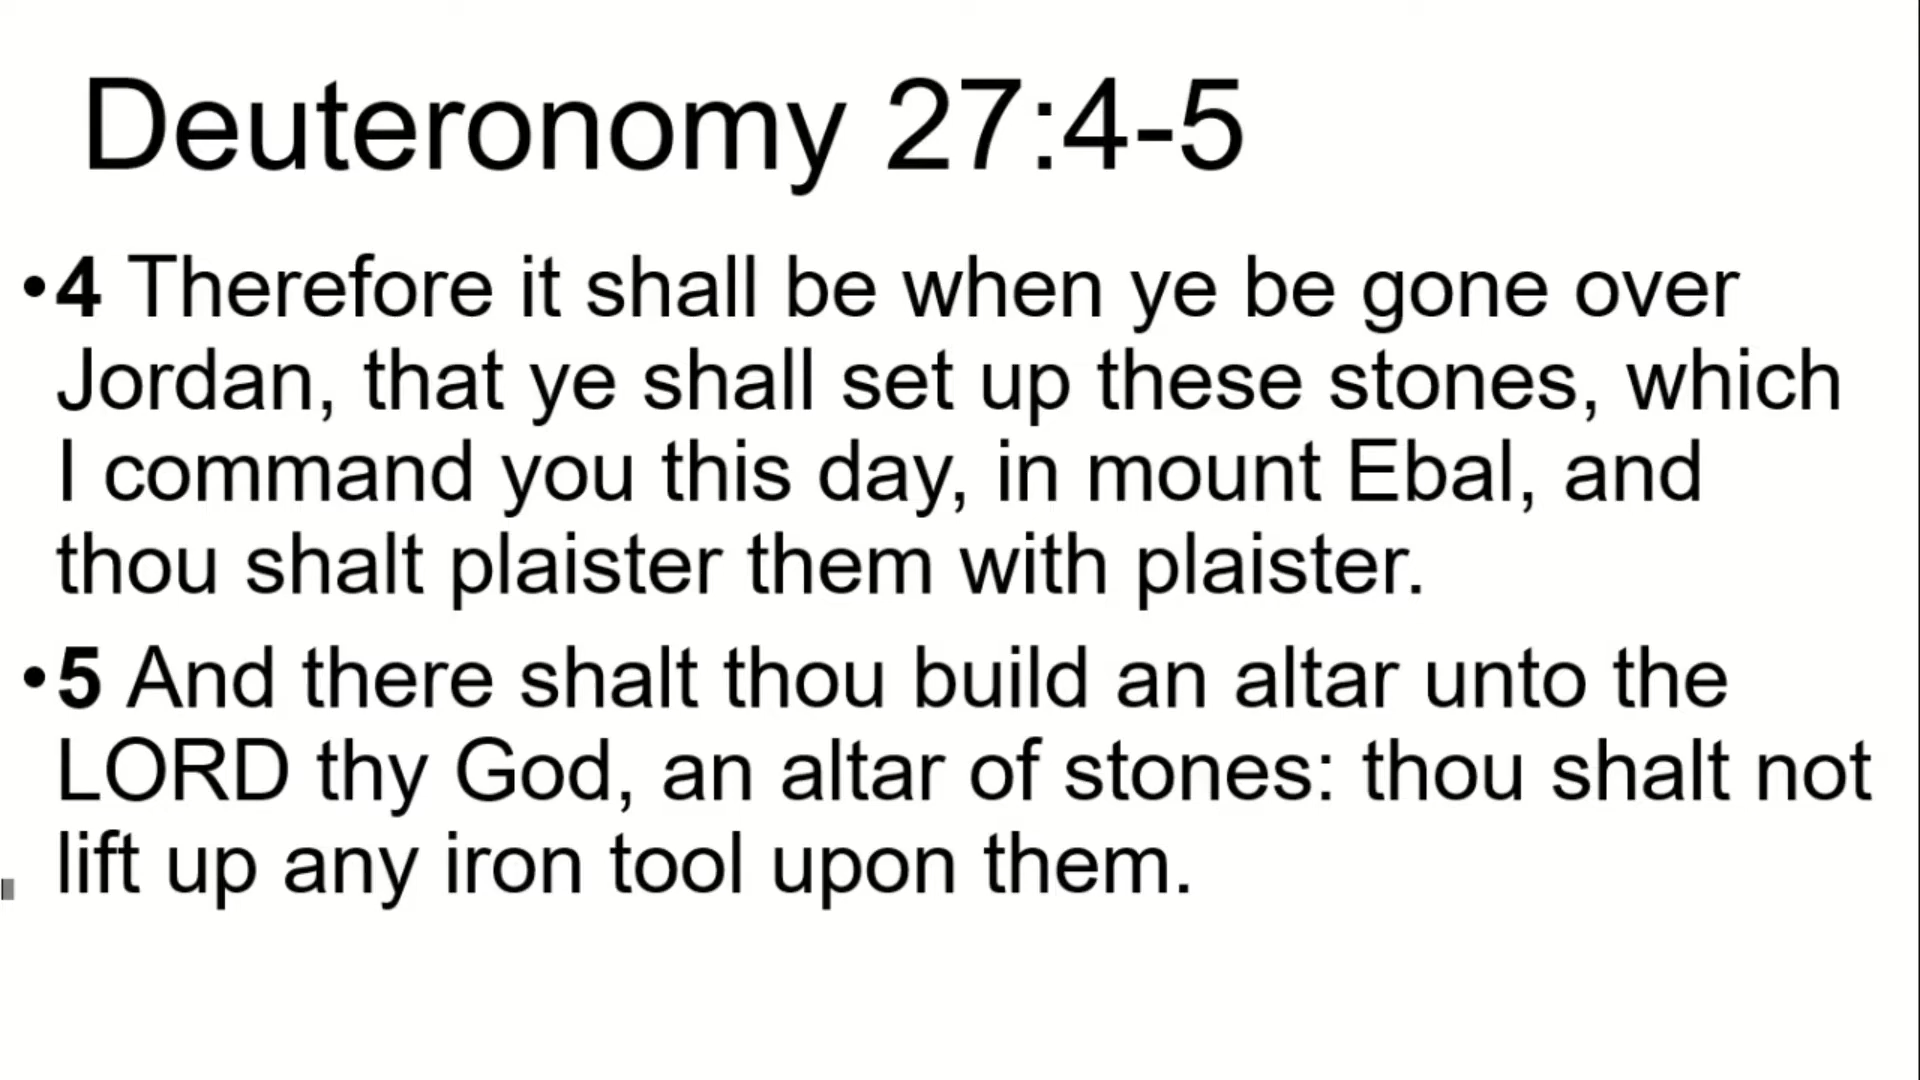 Deuteronomy 27:4-5
•4 Therefore it shall be when ye be gone over
Jordan, that ye shall set up these stones, which
I command you this day, in mount Ebal, and
thou shalt plaister them with plaister.
•5 And there shalt thou build an altar unto the
LORD thy God, an altar of stones: thou shalt not
lift up any iron tool upon them.